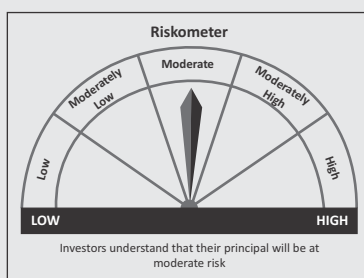 Riskometer
Low
Moderately
Low
Moderate
Moderately
High
High
LOW
HIGH
Investors understand that their principal will be at
moderate risk